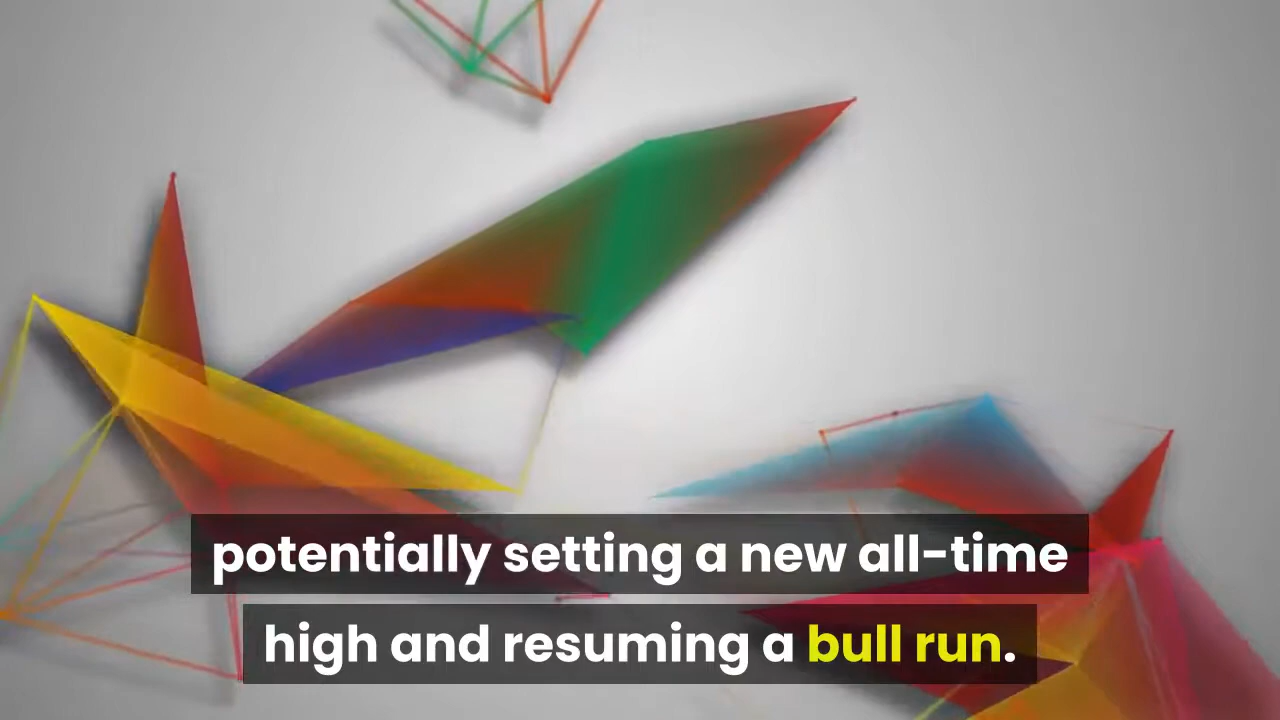 potentially setting a new all-time
high and resuming a bull run.